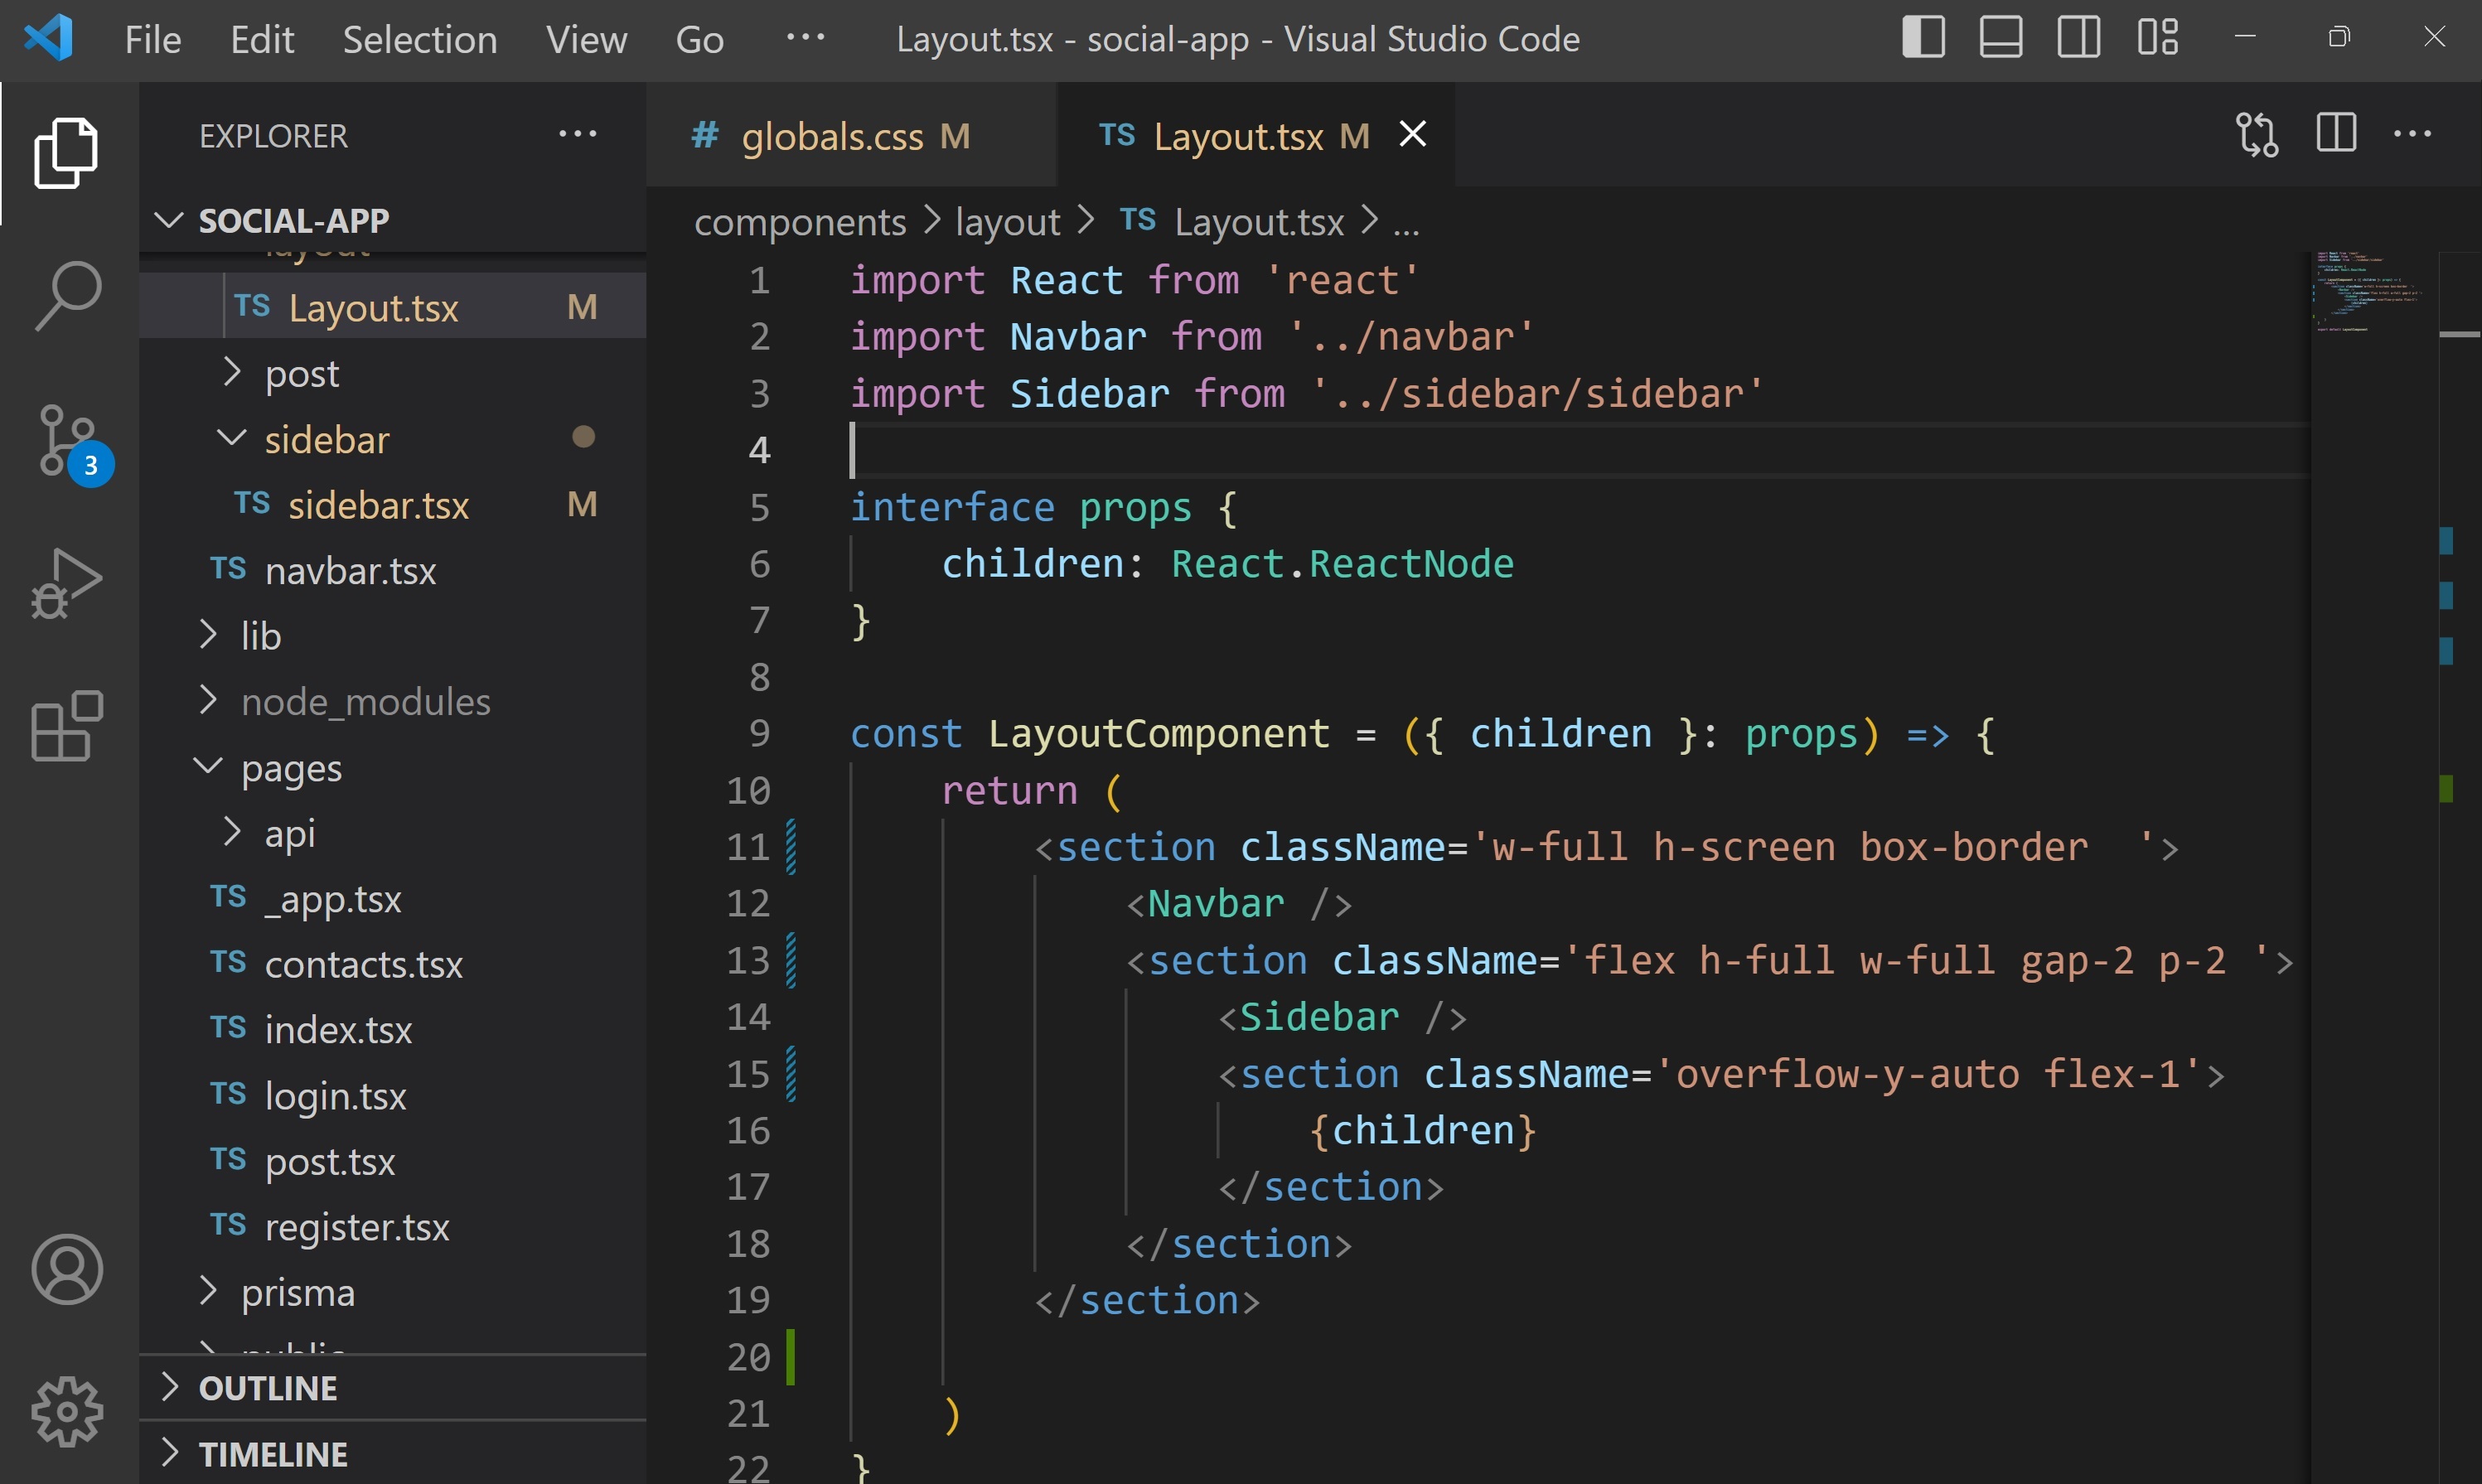 File Edit Selection View Go ··· Layout.tsx - social-app - Visual Studio Code
EXPLORER ···
SOCIAL-APP
layout
TS Layout.tsx M
post
sidebar
TS sidebar.tsx M
TS navbar.tsx
lib
node_modules
pages
api
TS _app.tsx
TS contacts.tsx
TS index.tsx
TS login.tsx
TS post.tsx
TS register.tsx
prisma
public
OUTLINE
TIMELINE
3
# globals.css M TS Layout.tsx M
components > layout > TS Layout.tsx > ...
1 import React from 'react'
2 import Navbar from '../navbar'
3 import Sidebar from '../sidebar/sidebar'
4
5 interface props {
6     children: React.ReactNode
7 }
8
9 const LayoutComponent = ({ children }: props) => {
10     return (
11         <section className='w-full h-screen box-border  '>
12             <Navbar />
13             <section className='flex h-full w-full gap-2 p-2 '>
14                 <Sidebar />
15                 <section className='overflow-y-auto flex-1'>
16                     {children}
17                 </section>
18             </section>
19         </section>
20
21     )
22 }